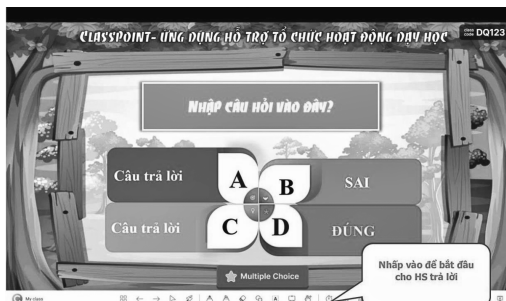 CLASSPOINT- ỨNG DỤNG HỖ TRỢ TỔ CHỨC HOẠT ĐỘNG DẠY HỌC
class code DQ123
NHẬP CÂU HỎI VÀO ĐÂY?
Câu trả lời
A
B
SAI
Câu trả lời
C
D
ĐÚNG
Multiple Choice
Nhấp vào để bắt đầu
cho HS trả lời
My class